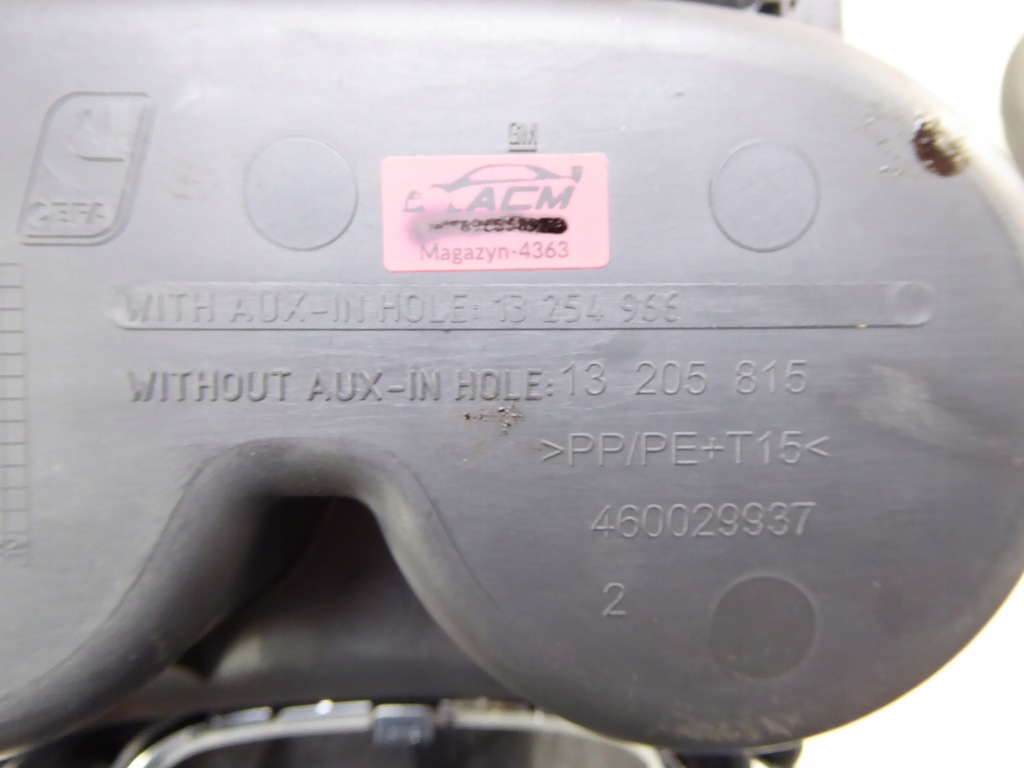 GM
CEFA
ACM
Magazyn-4363
WITH AUX-IN HOLE: 13 254 966
WITHOUT AUX-IN HOLE: 13 205 815
>PP/PE+T15<
460029937
2